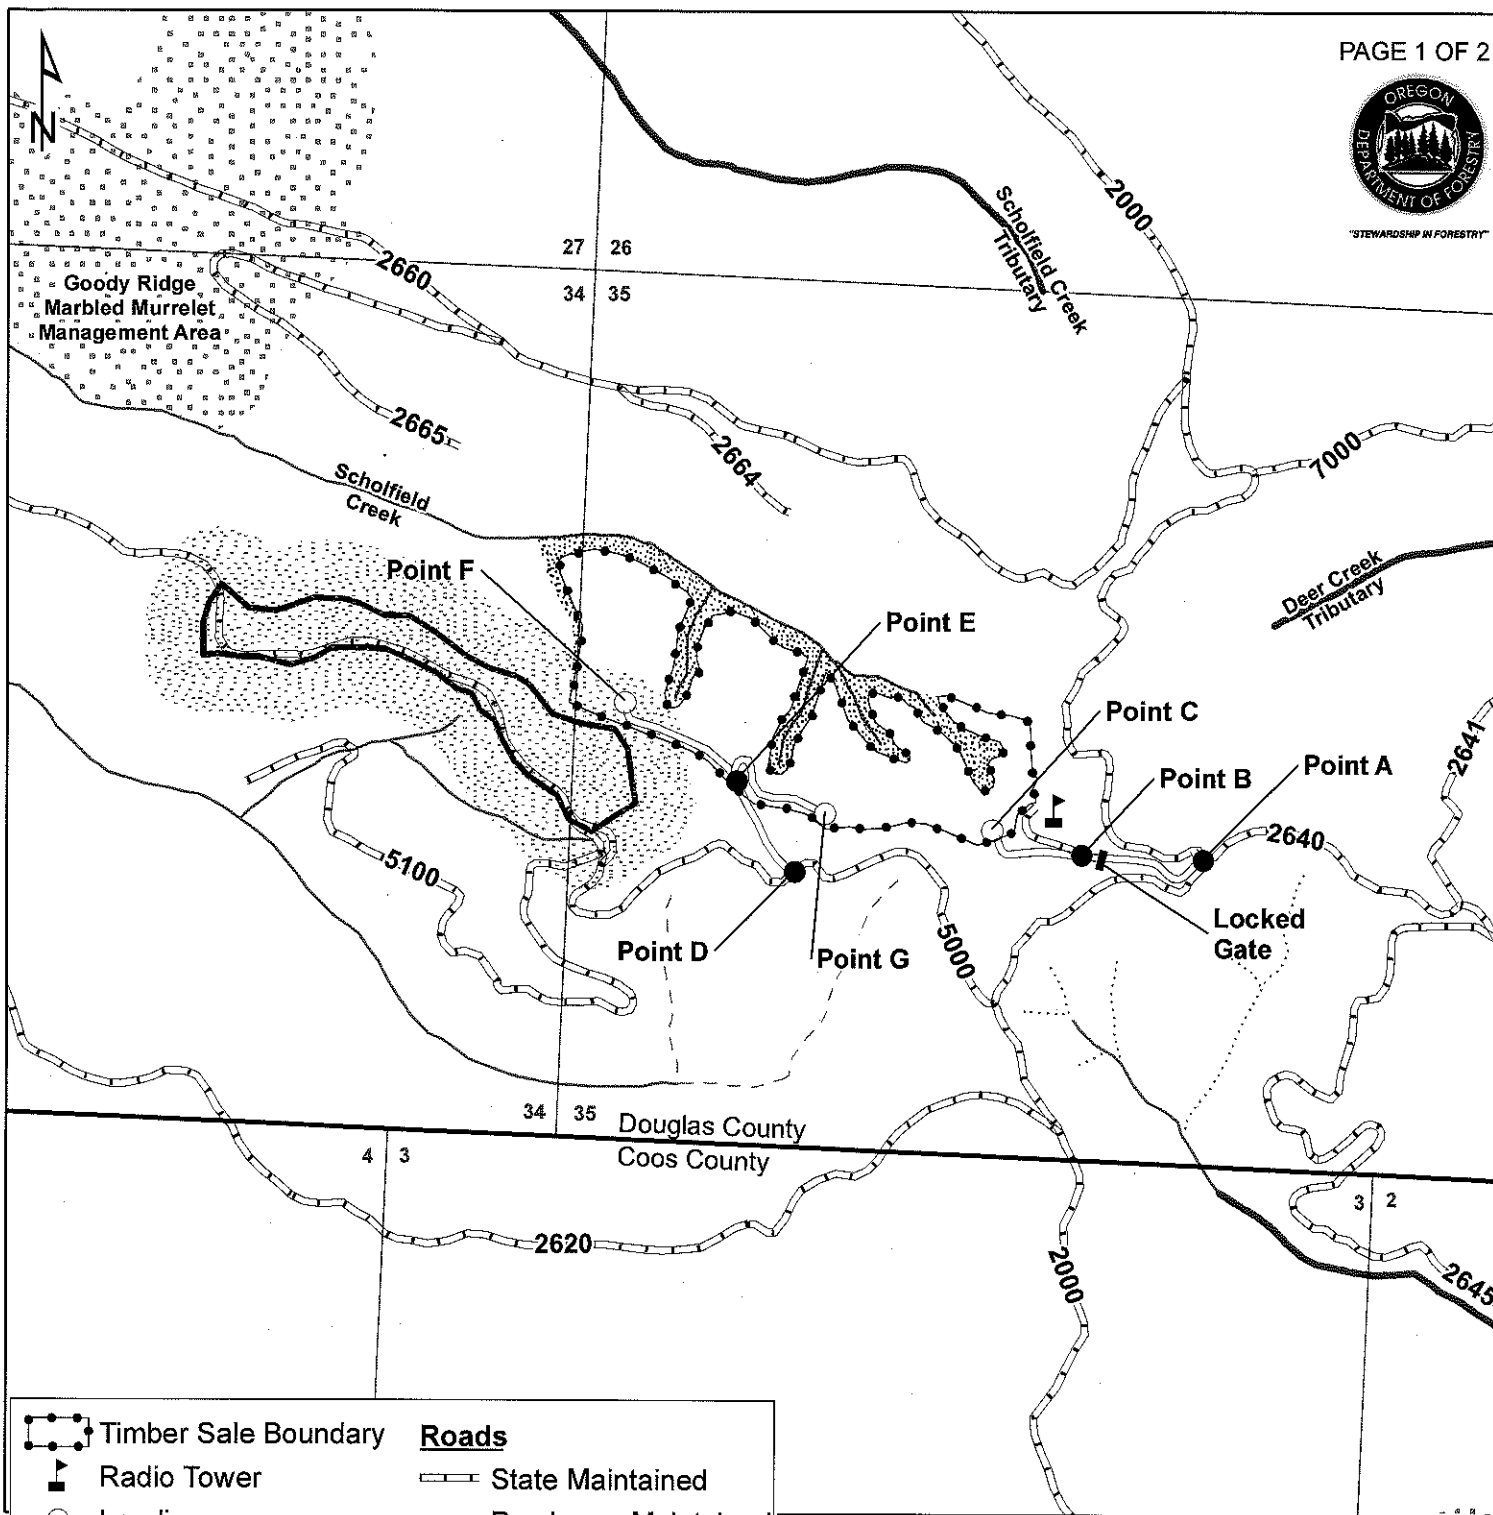 PAGE 1 OF 2
OREGON
DEPARTMENT OF FORESTRY
"STEWARDSHIP IN FORESTRY"
N
2000
Scholfield Creek
Tributary
27 26
34 35
2660
Goody Ridge
Marbled Murrelet
Management Area
2665
2664
7000
Scholfield
Creek
Deer Creek
Tributary
Point F
Point E
Point C
2641
Point B
Point A
2640
5100
Locked
Gate
Point D
Point G
5000
34 35
Douglas County
Coos County
4 3
3 2
2620
2000
2645
Timber Sale Boundary
Roads
Radio Tower
State Maintained